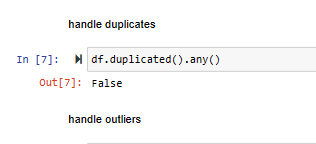 handle duplicates
In [7]: df.duplicated().any()
Out[7]: False
handle outliers